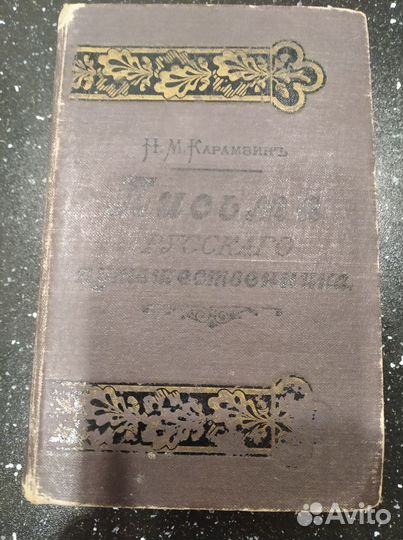 Н. М. Карамзинъ
Письма
РУССКАГО
путешественника.
Avito